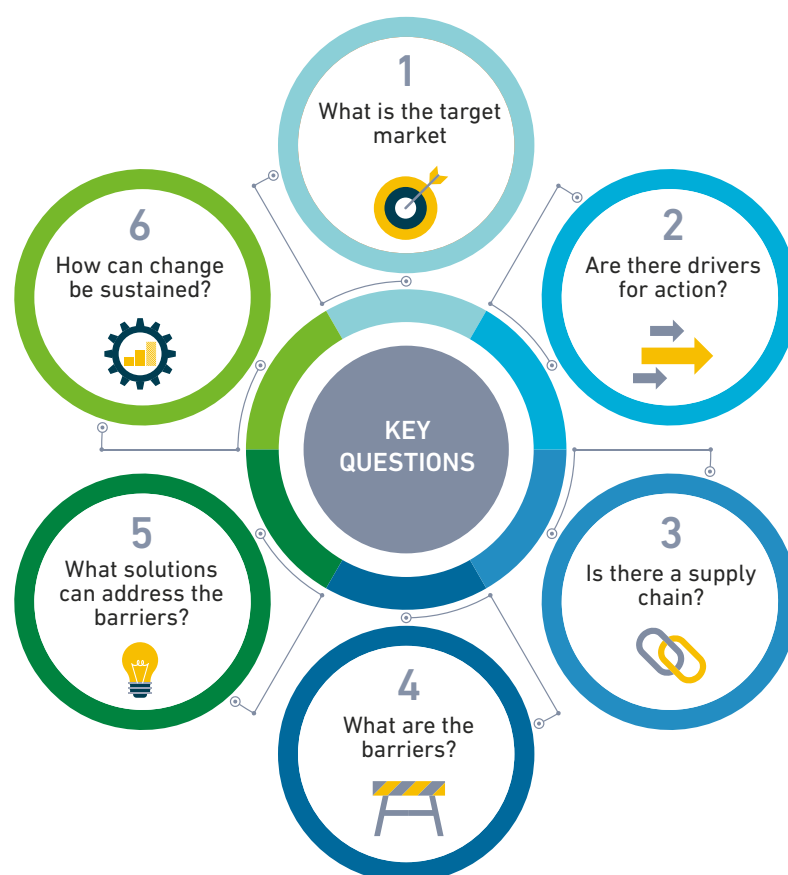 1
What is the target
market
2
Are there drivers
for action?
3
Is there a supply
chain?
4
What are the
barriers?
5
What solutions
can address the
barriers?
6
How can change
be sustained?
KEY
QUESTIONS